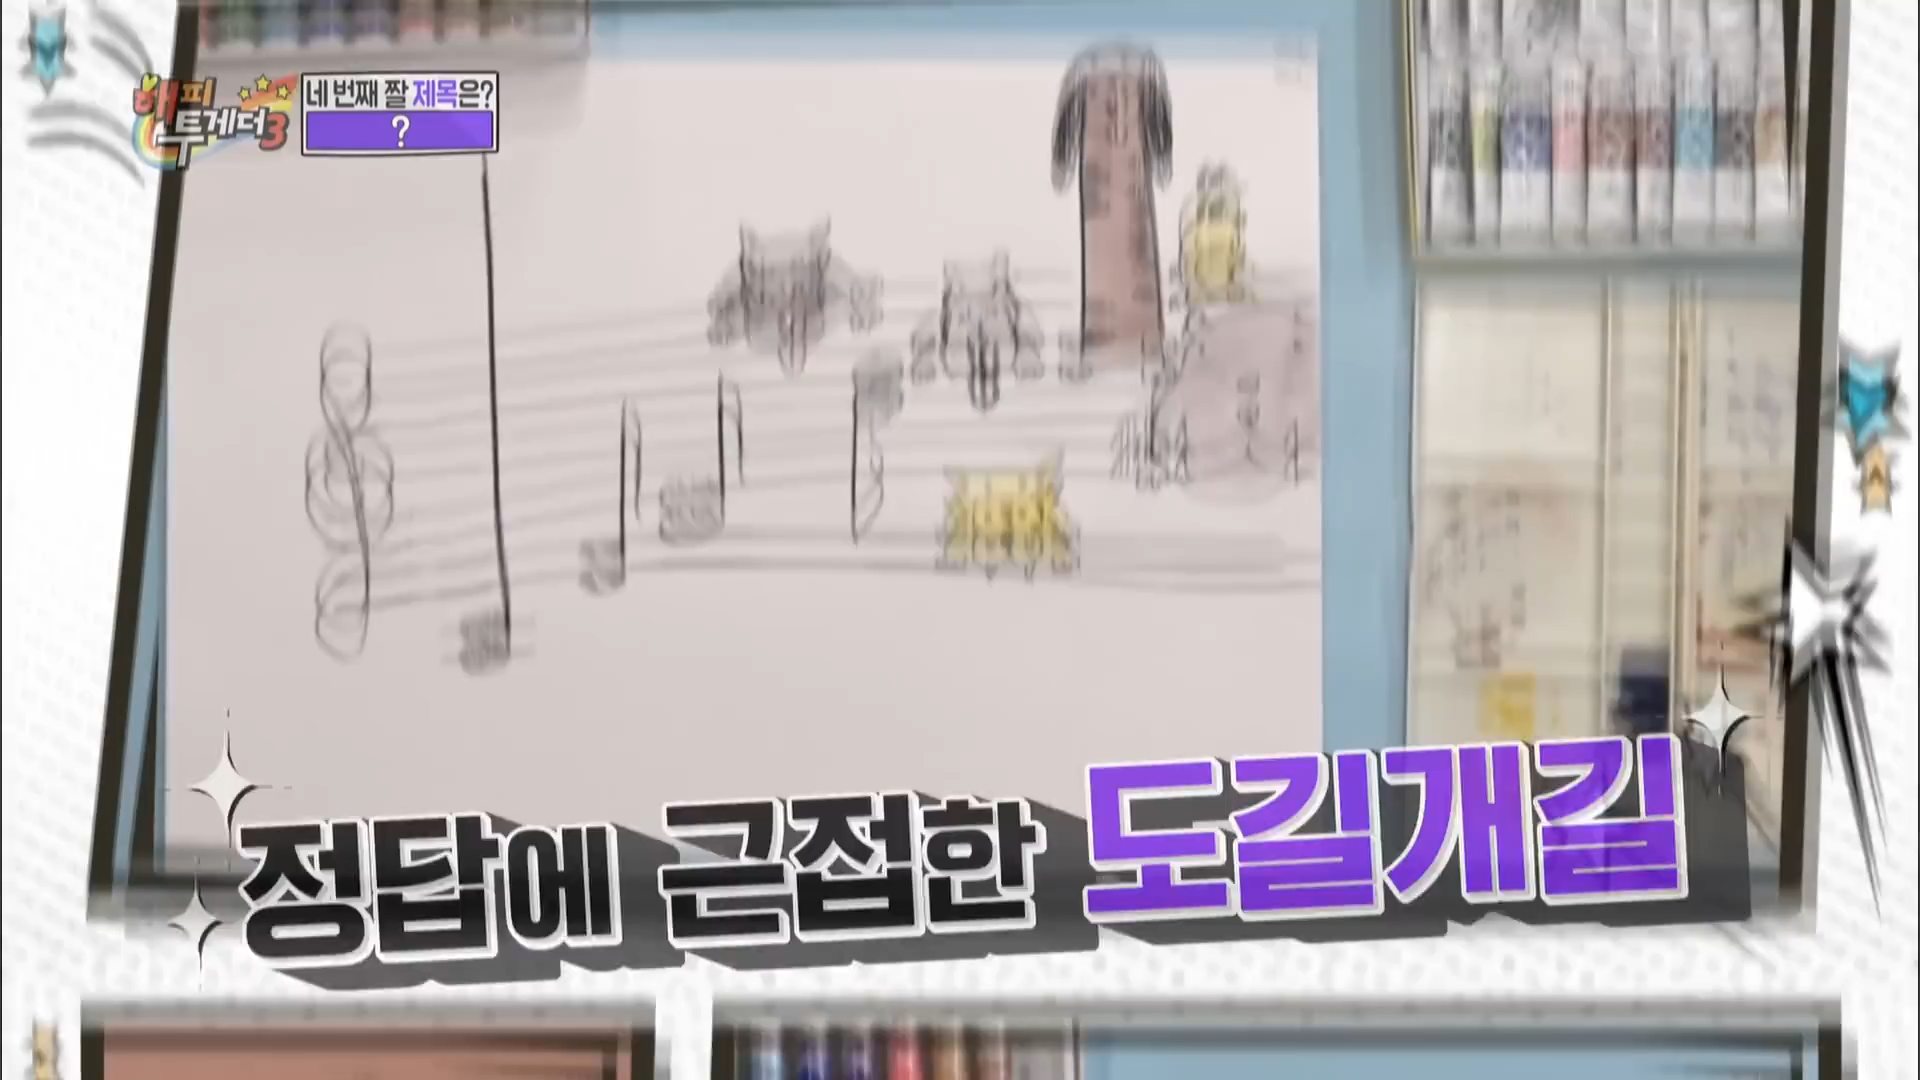 해피
투게더3
네 번째 짤 제목은?
?
정답에 근접한 도길개길